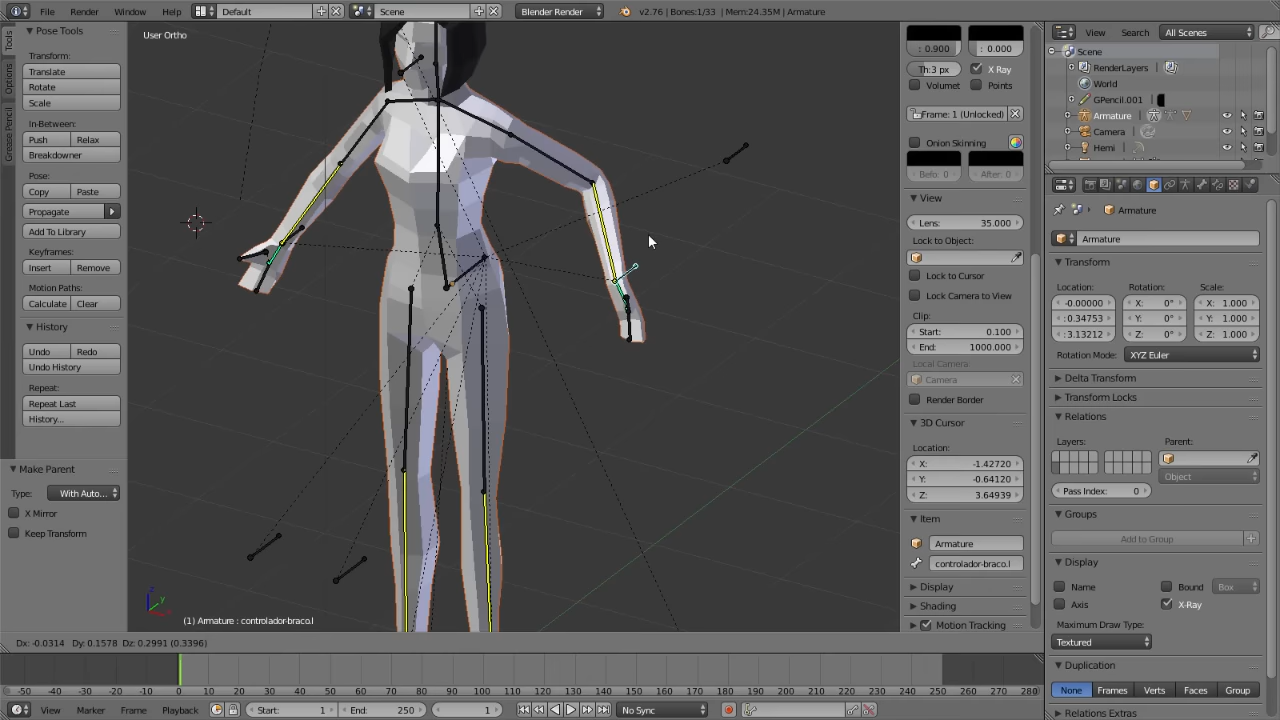 File Render Window Help Default Scene Blender Render v2.76 | Bones:1/33 | Mem:24.35M | Armature
Tools
Options
Grease Pencil
Pose Tools
Transform:
Translate
Rotate
Scale
In-Between:
Push Relax
Breakdowner
Pose:
Copy Paste
Propagate
Add To Library
Keyframes:
Insert Remove
Motion Paths:
Calculate Clear
History
Undo Redo
Undo History
Repeat:
Repeat Last
History...
Make Parent
Type: With Auto...
X Mirror
Keep Transform
User Ortho
(1) Armature : controlador-braco.l
: 0.900 : 0.000
Th:3 px X Ray
Volumet Points
Frame: 1 (Unlocked)
Onion Skinning
Befo: 0 After: 0
View
Lens: 35.000
Lock to Object:
Lock to Cursor
Lock Camera to View
Clip:
Start: 0.100
End: 1000.000
Local Camera
Camera
Render Border
3D Cursor
Location:
X: -1.42720
Y: -0.64120
Z: 3.64939
Item
Armature
controlador-braco.l
Display
Shading
Motion Tracking
View Search All Scenes
Scene
RenderLayers
World
GPencil.001
Armature
Camera
Hemi
Armature
Armature
Transform
Location: Rotation: Scale:
-0.00000 X: 0° X: 1.000
:0.34753 Y: 0° Y: 1.000
:3.13212 Z: 0° Z: 1.000
Rotation Mode: XYZ Euler
Delta Transform
Transform Locks
Relations
Layers: Parent:
Object
Pass Index: 0
Groups
Add to Group
Display
Name Bound Box
Axis X-Ray
Maximum Draw Type:
Textured
Duplication
None Frames Verts Faces Group
Relations Extras
Dx: -0.0314 Dy: 0.1578 Dz: 0.2991 (0.3396)
-50 -40 -30 -20 -10 0 10 20 30 40 50 60 70 80 90 100 110 120 130 140 150 160 170 180 190 200 210 220 230 240 250 260 270 280
View Marker Frame Playback Start: 1 End: 250 1 No Sync